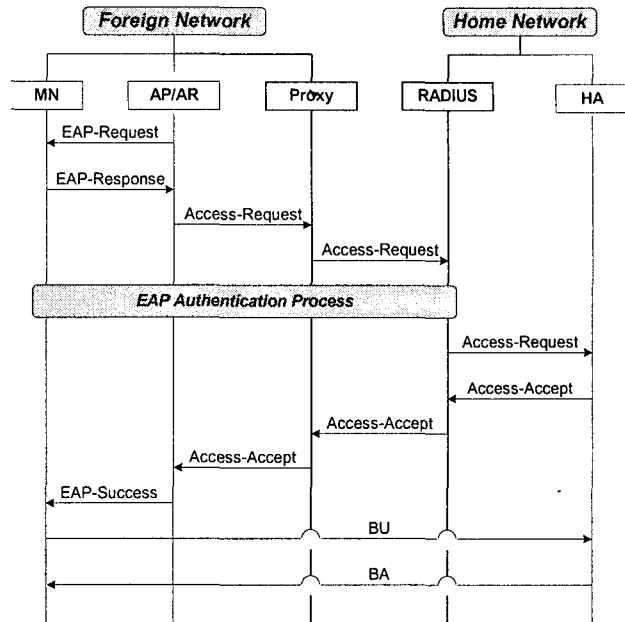 Foreign Network
Home Network
MN
AP/AR
Proxy
RADIUS
HA
EAP-Request
EAP-Response
Access-Request
Access-Request
EAP Authentication Process
Access-Request
Access-Accept
Access-Accept
Access-Accept
EAP-Success
BU
BA